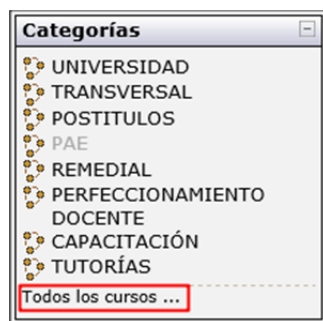 Categorías
UNIVERSIDAD
TRANSVERSAL
POSTITULOS
PAE
REMEDIAL
PERFECCIONAMIENTO
DOCENTE
CAPACITACIÓN
TUTORÍAS
Todos los cursos ...